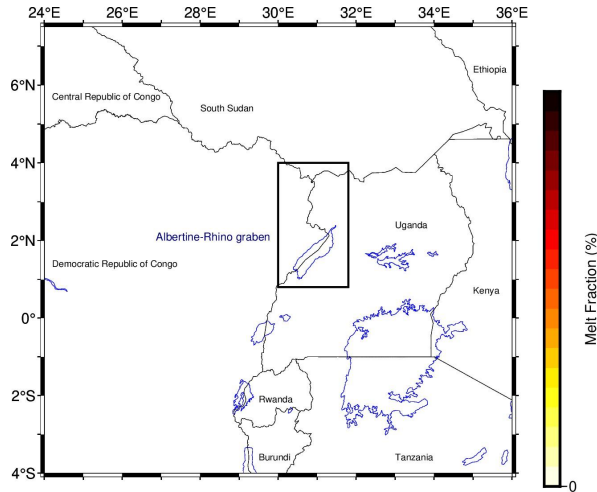 24°E 26°E 28°E 30°E 32°E 34°E 36°E
Ethiopia
6°N
Central Republic of Congo
South Sudan
4°N
Albertine-Rhino graben
Uganda
2°N
Democratic Republic of Congo
Kenya
0°
Melt Fraction (%)
2°S
Rwanda
Burundi
Tanzania
4°S
0